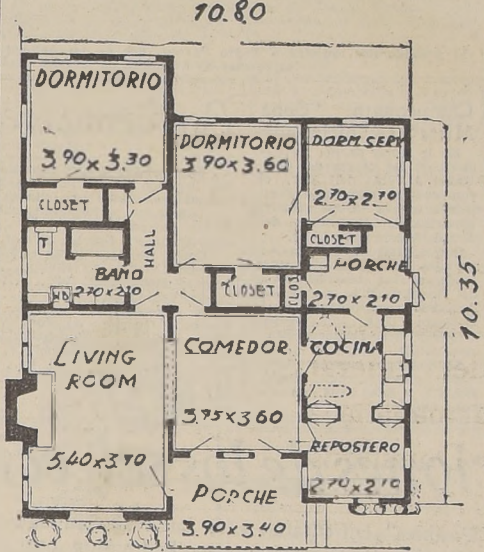 10.80
DORMITORIO
3.90 x 3.30
DORMITORIO
3.90 x 3.60
DORM. SERV
2.70 x 2.70
CLOSET
CLOSET
T
HALL
BAÑO
2.70 x 2.10
WD
CLOSET
CLOS
PORCHE
2.70 x 2.10
10.35
LIVING
ROOM
5.40 x 3.90
COMEDOR
3.95 x 3.60
COCINA
REPOSTERO
2.70 x 2.10
PORCHE
3.90 x 3.40